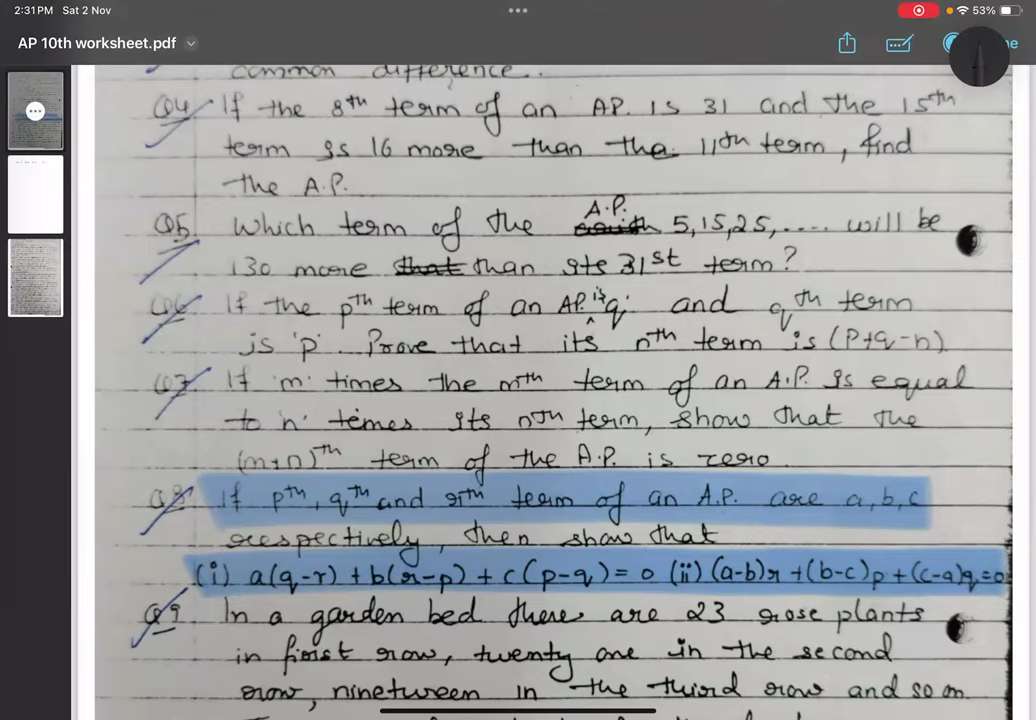 2:31 PM Sat 2 Nov
53%
AP 10th worksheet.pdf
common difference.
Q4 If the 8th term of an A.P. is 31 and the 15th
term is 16 more than the 11th term, find
the A.P.
Q5. Which term of the A.P. 5, 15, 25, .... will be
130 more that than its 31st term?
Q6 If the pth term of an AP. is q; and qth term
is 'p'. Prove that its nth term is (P+q-n).
Q7 If 'm' times the mth term of an A.P. is equal
to 'n' times its nth term, show that the
(m+n)th term of the A.P. is zero.
Q8 If pth, qth and rth term of an A.P. are a, b, c
respectively, then show that
(i) a(q-r) + b(r-p) + c(p-q) = 0 (ii) (a-b)r + (b-c)p + (c-a)q = 0
Q9. In a garden bed there are 23 rose plants
in first row, twenty one in the second
row, nineteween in the third row and so on.